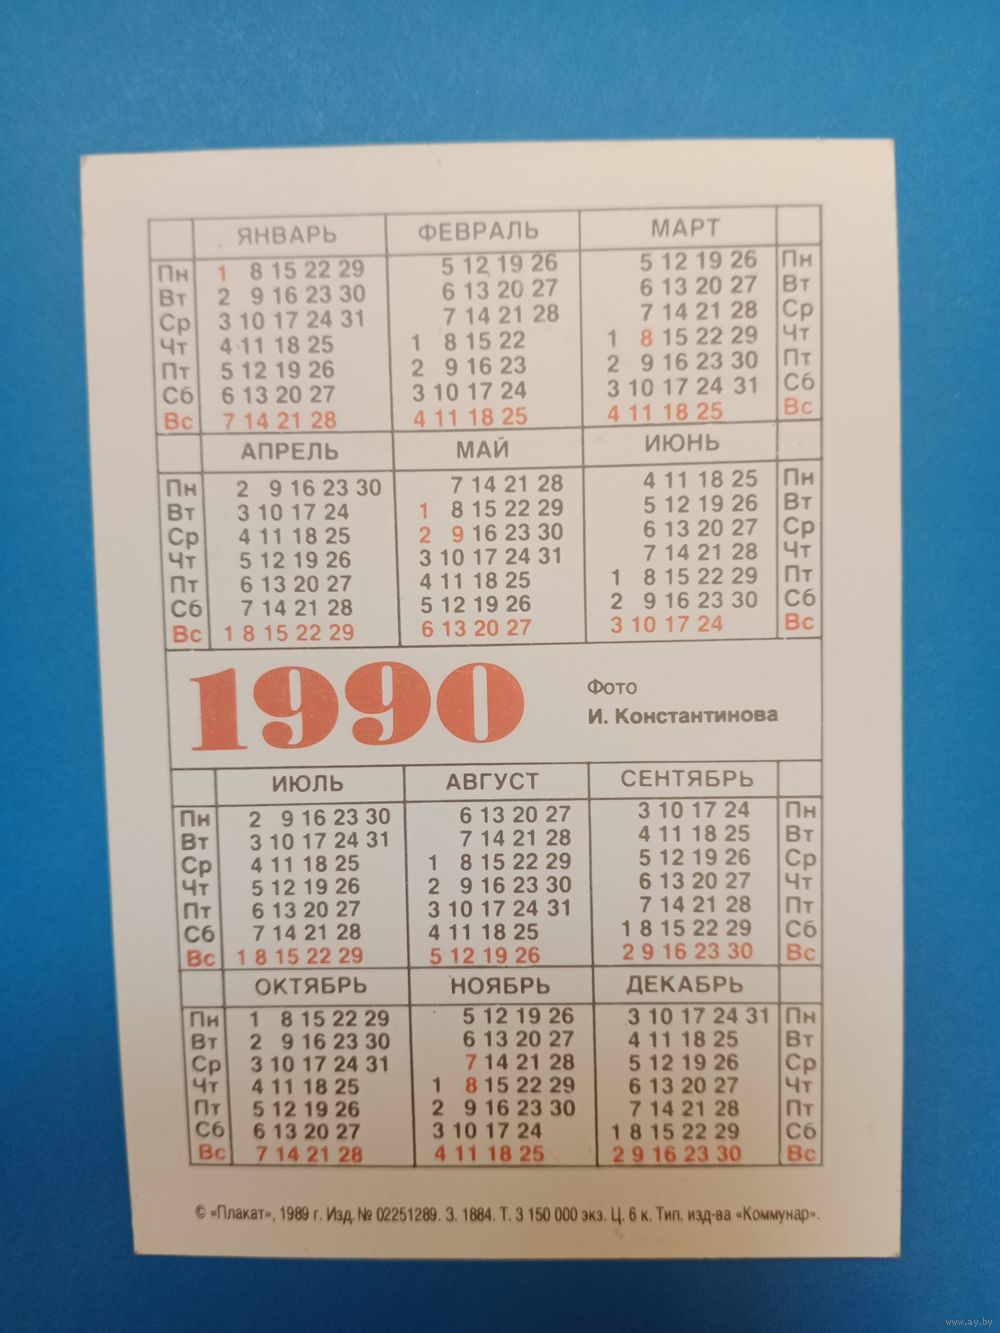 ЯНВАРЬ ФЕВРАЛЬ МАРТ
Пн 1 8 15 22 29 5 12 19 26 5 12 19 26 Пн
Вт 2 9 16 23 30 6 13 20 27 6 13 20 27 Вт
Ср 3 10 17 24 31 7 14 21 28 7 14 21 28 Ср
Чт 4 11 18 25 1 8 15 22 1 8 15 22 29 Чт
Пт 5 12 19 26 2 9 16 23 2 9 16 23 30 Пт
Сб 6 13 20 27 3 10 17 24 3 10 17 24 31 Сб
Вс 7 14 21 28 4 11 18 25 4 11 18 25 Вс
АПРЕЛЬ МАЙ ИЮНЬ
Пн 2 9 16 23 30 7 14 21 28 4 11 18 25 Пн
Вт 3 10 17 24 1 8 15 22 29 5 12 19 26 Вт
Ср 4 11 18 25 2 9 16 23 30 6 13 20 27 Ср
Чт 5 12 19 26 3 10 17 24 31 7 14 21 28 Чт
Пт 6 13 20 27 4 11 18 25 1 8 15 22 29 Пт
Сб 7 14 21 28 5 12 19 26 2 9 16 23 30 Сб
Вс 1 8 15 22 29 6 13 20 27 3 10 17 24 Вс
1990
Фото
И. Константинова
ИЮЛЬ АВГУСТ СЕНТЯБРЬ
Пн 2 9 16 23 30 6 13 20 27 3 10 17 24 Пн
Вт 3 10 17 24 31 7 14 21 28 4 11 18 25 Вт
Ср 4 11 18 25 1 8 15 22 29 5 12 19 26 Ср
Чт 5 12 19 26 2 9 16 23 30 6 13 20 27 Чт
Пт 6 13 20 27 3 10 17 24 31 7 14 21 28 Пт
Сб 7 14 21 28 4 11 18 25 1 8 15 22 29 Сб
Вс 1 8 15 22 29 5 12 19 26 2 9 16 23 30 Вс
ОКТЯБРЬ НОЯБРЬ ДЕКАБРЬ
Пн 1 8 15 22 29 5 12 19 26 3 10 17 24 31 Пн
Вт 2 9 16 23 30 6 13 20 27 4 11 18 25 Вт
Ср 3 10 17 24 31 7 14 21 28 5 12 19 26 Ср
Чт 4 11 18 25 1 8 15 22 29 6 13 20 27 Чт
Пт 5 12 19 26 2 9 16 23 30 7 14 21 28 Пт
Сб 6 13 20 27 3 10 17 24 1 8 15 22 29 Сб
Вс 7 14 21 28 4 11 18 25 2 9 16 23 30 Вс
© «Плакат», 1989 г. Изд. № 02251289. З. 1884. Т. 3 150 000 экз. Ц. 6 к. Тип. изд-ва «Коммунар».
www.ay.by